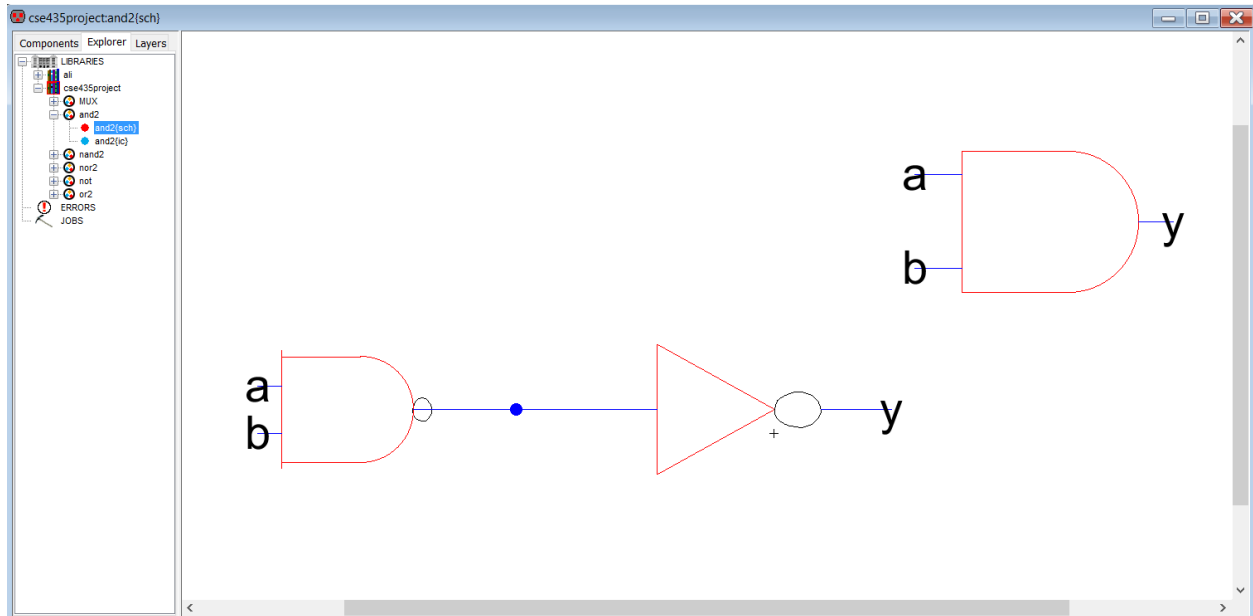 cse435project:and2{sch}
Components Explorer Layers
LIBRARIES
ali
cse435project
MUX
and2
and2{sch}
and2{ic}
nand2
nor2
not
or2
ERRORS
JOBS
a
b
y
a
b
y